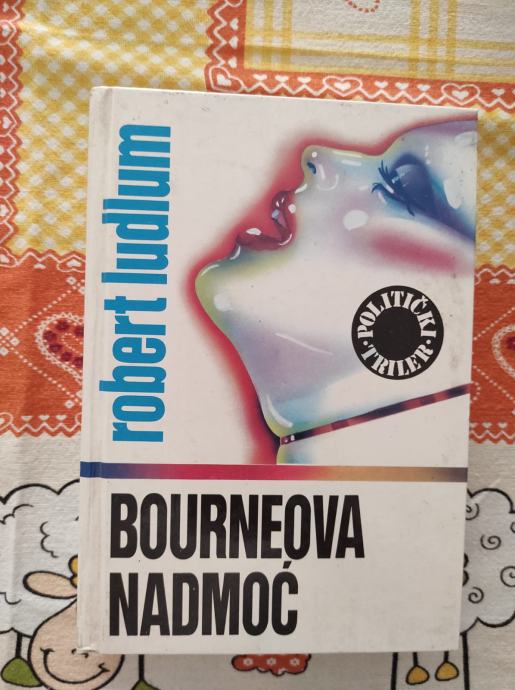 robert ludlum
POLITIČKI
TRILER
BOURNEOVA
NADMOĆ